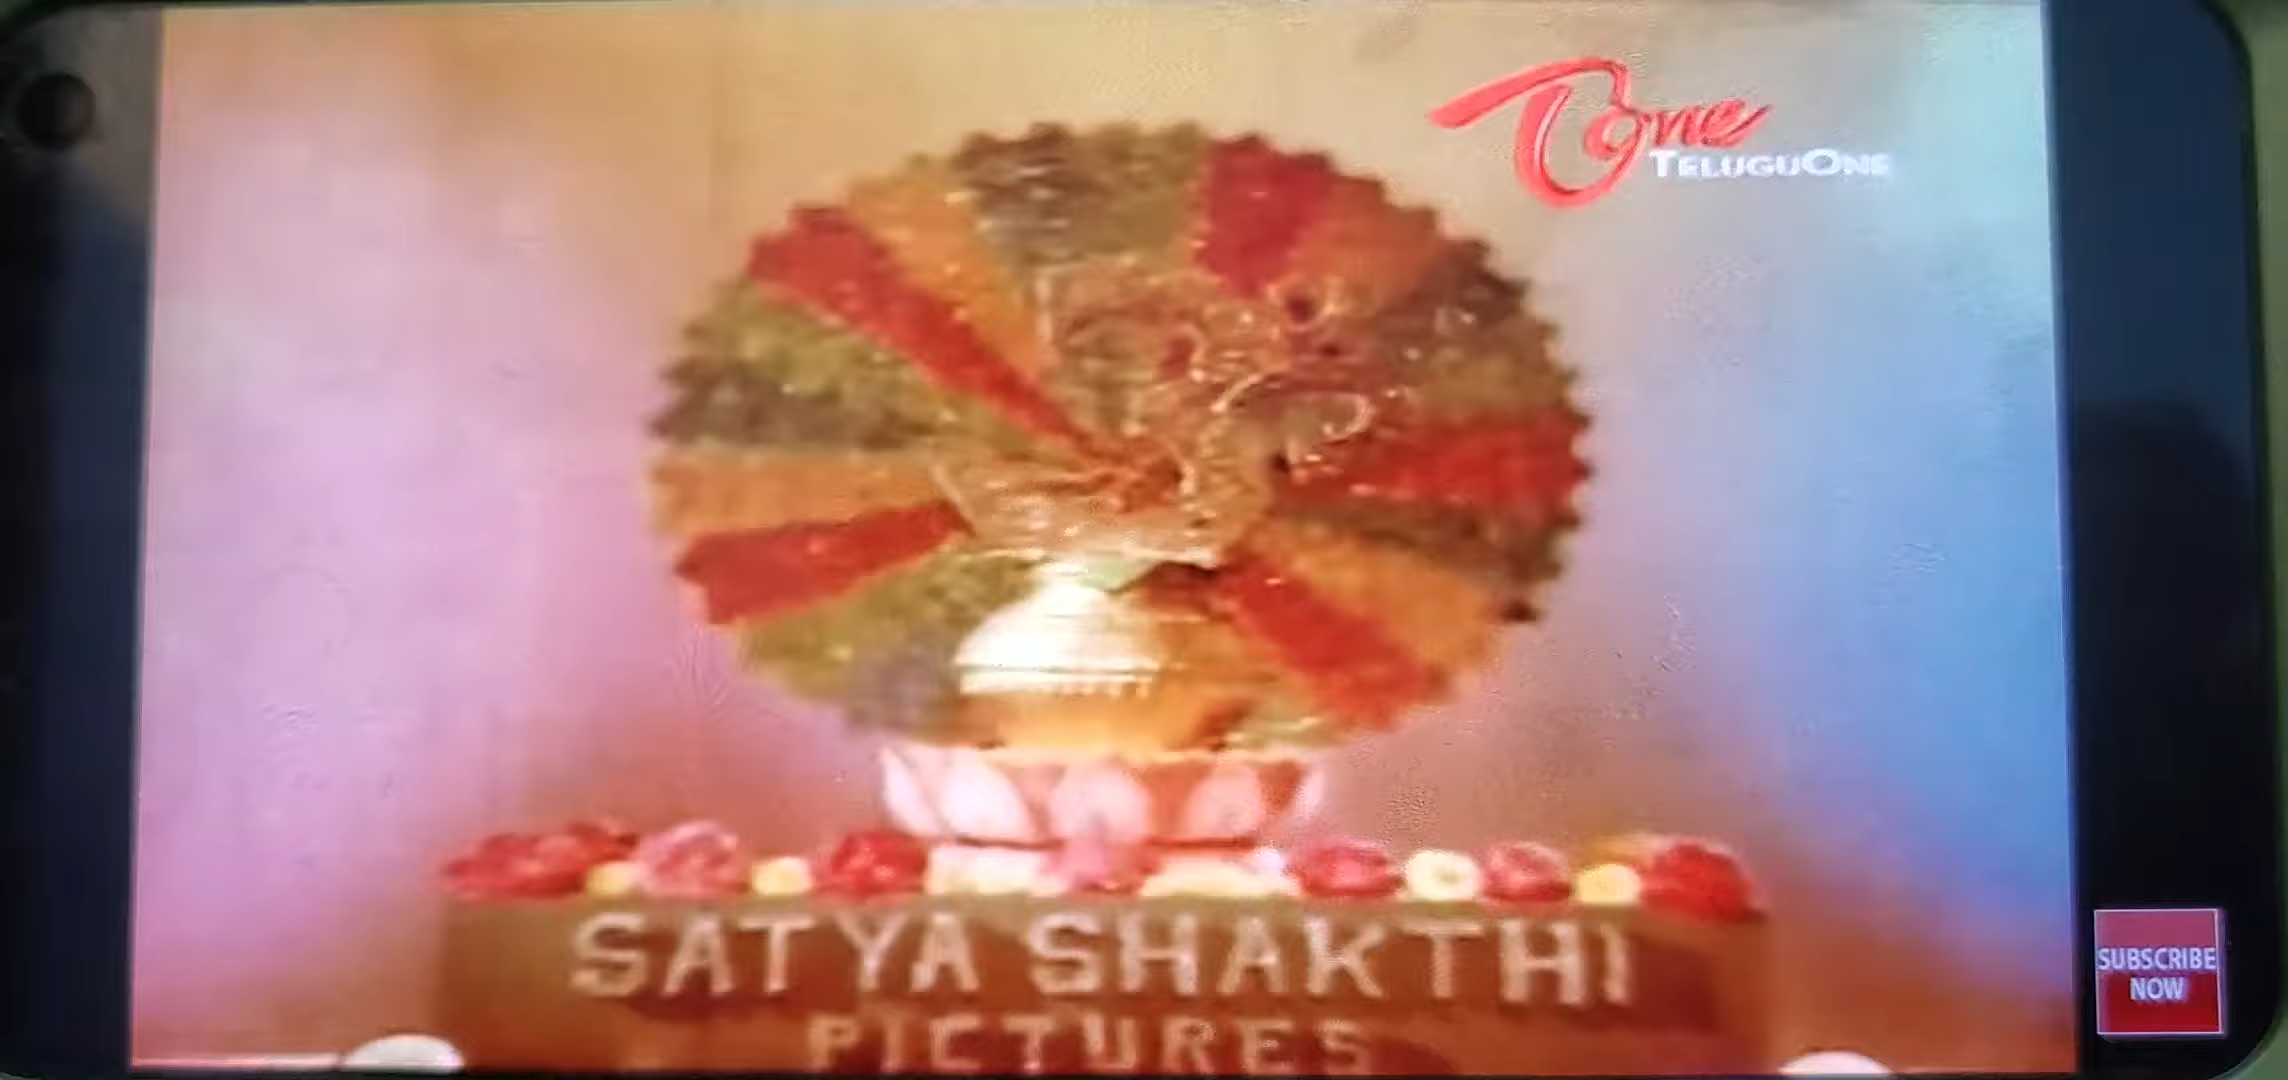 One
TELUGUONE
SATYA SHAKTHI
PICTURES
SUBSCRIBE
NOW